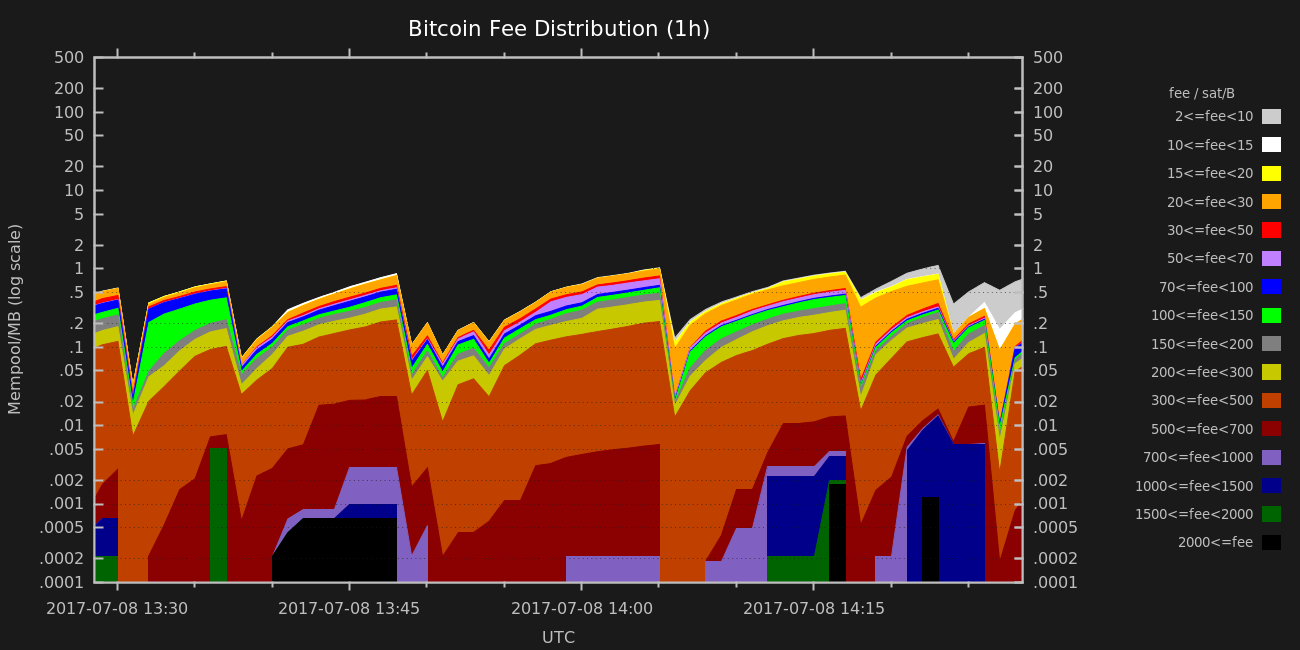 Bitcoin Fee Distribution (1h)
500 500
200 200
100 100
50 50
20 20
10 10
5 5
2 2
1 1
.5 .5
.2 .2
.1 .1
.05 .05
.02 .02
.01 .01
.005 .005
.002 .002
.001 .001
.0005 .0005
.0002 .0002
.0001 .0001
Mempool/MB (log scale)
2017-07-08 13:30 2017-07-08 13:45 2017-07-08 14:00 2017-07-08 14:15
UTC
fee / sat/B
2<=fee<10
10<=fee<15
15<=fee<20
20<=fee<30
30<=fee<50
50<=fee<70
70<=fee<100
100<=fee<150
150<=fee<200
200<=fee<300
300<=fee<500
500<=fee<700
700<=fee<1000
1000<=fee<1500
1500<=fee<2000
2000<=fee